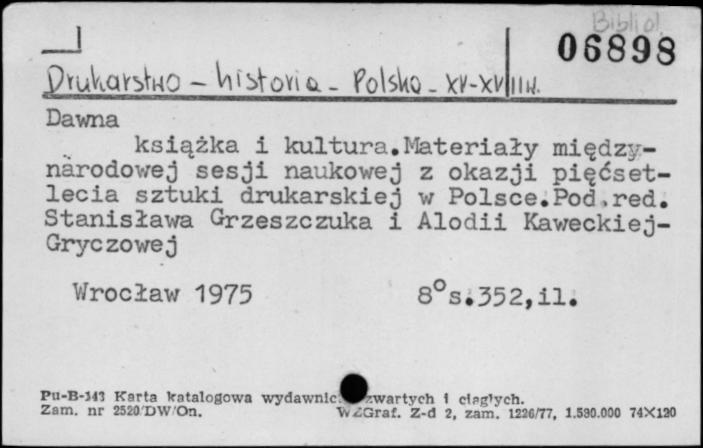 Bibliol.
06898
Drukarstwo - historia - Polska - XV-XVIII w.
Dawna
książka i kultura.Materiały między-
narodowej sesji naukowej z okazji pięćset-
lecia sztuki drukarskiej w Polsce.Pod.red.
Stanisława Grzeszczuka i Alodii Kaweckiej-
Gryczowej
Wrocław 1975 8°s.352,il.
Pu-B-143 Karta katalogowa wydawnic. zwartych i ciągłych.
Zam. nr 2520/DW/On. WZGraf. Z-d 2, zam. 1226/77, 1.580.000 74X120